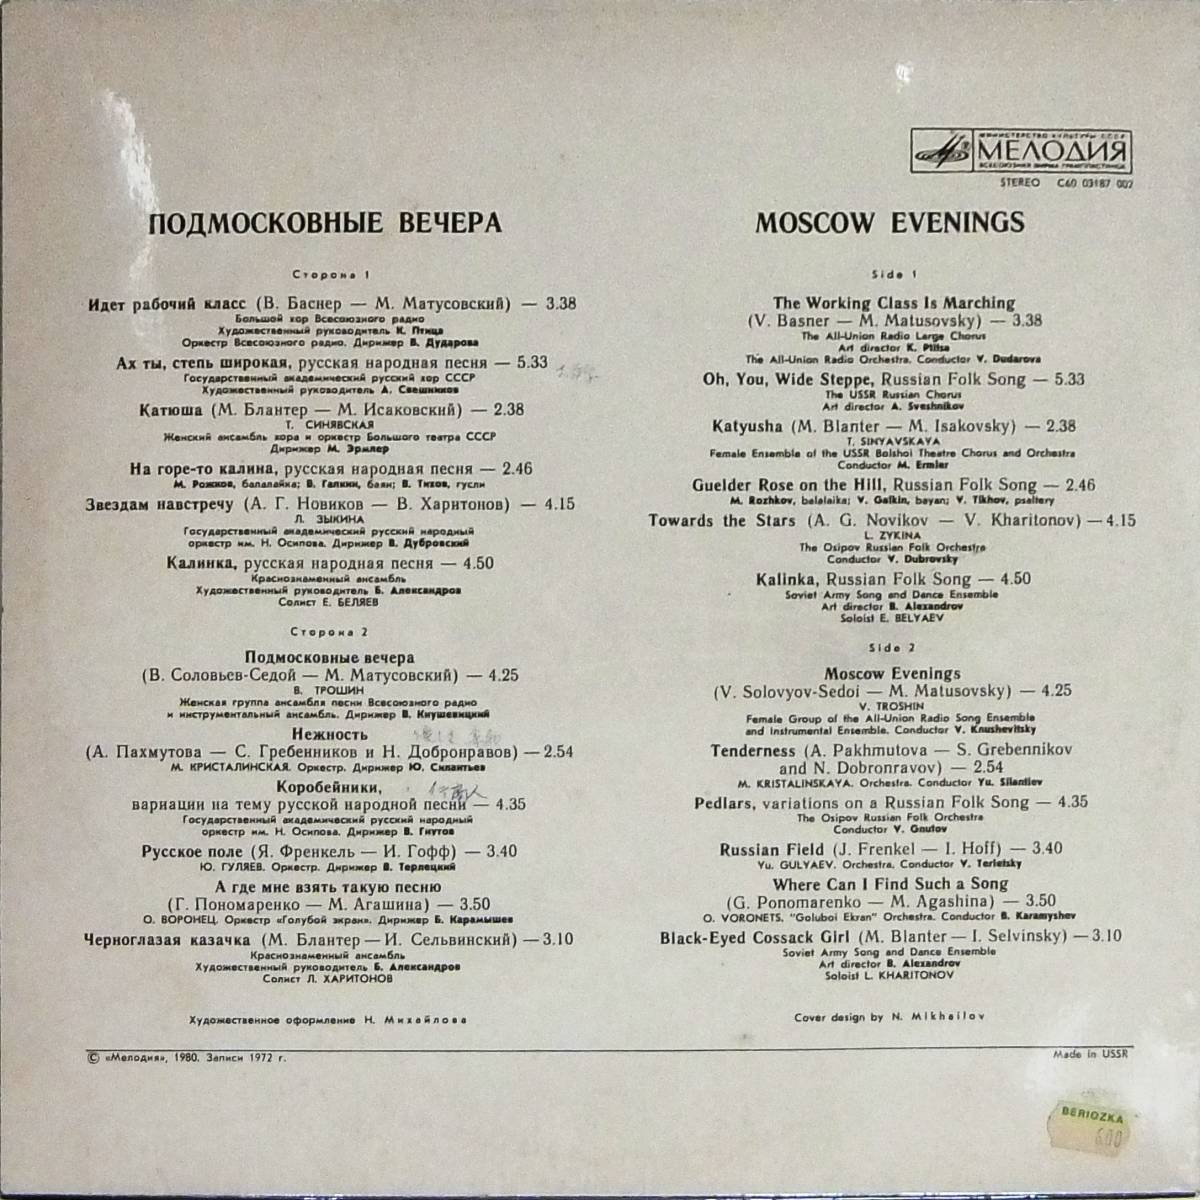 МИНИСТЕРСТВО КУЛЬТУРЫ СССР
МЕЛОДИЯ
ВСЕСОЮЗНАЯ ФИРМА ГРАМПЛАСТИНОК
STEREO С60 03187 002
ПОДМОСКОВНЫЕ ВЕЧЕРА
Сторона 1
Идет рабочий класс (В. Баснер — М. Матусовский) — 3.38
Большой хор Всесоюзного радио
Художественный руководитель К. Птица
Оркестр Всесоюзного радио. Дирижер В. Дударова
Ах ты, степь широкая, русская народная песня — 5.33
Государственный академический русский хор СССР
Художественный руководитель А. Свешников
Катюша (М. Блантер — М. Исаковский) — 2.38
Т. СИНЯВСКАЯ
Женский ансамбль хора и оркестр Большого театра СССР
Дирижер М. Эрмлер
На горе-то калина, русская народная песня — 2.46
М. Рожков, балалайка; В. Галкин, баян; В. Тихов, гусли
Звездам навстречу (А. Г. Новиков — В. Харитонов) — 4.15
Л. ЗЫКИНА
Государственный академический русский народный
оркестр им. Н. Осипова. Дирижер В. Дубровский
Калинка, русская народная песня — 4.50
Краснознаменный ансамбль
Художественный руководитель Б. Александров
Солист Е. БЕЛЯЕВ
Сторона 2
Подмосковные вечера
(В. Соловьев-Седой — М. Матусовский) — 4.25
В. ТРОШИН
Женская группа ансамбля песни Всесоюзного радио
и инструментальный ансамбль. Дирижер В. Кнушевицкий
Нежность
(А. Пахмутова — С. Гребенников и Н. Добронравов) — 2.54
М. КРИСТАЛИНСКАЯ. Оркестр. Дирижер Ю. Силантьев
Коробейники,
вариации на тему русской народной песни — 4.35
Государственный академический русский народный
оркестр им. Н. Осипова. Дирижер В. Гнутов
Русское поле (Я. Френкель — И. Гофф) — 3.40
Ю. ГУЛЯЕВ. Оркестр. Дирижер В. Терлецкий
А где мне взять такую песню
(Г. Пономаренко — М. Агашина) — 3.50
О. ВОРОНЕЦ. Оркестр «Голубой экран». Дирижер Б. Карамышев
Черноглазая казачка (М. Блантер — И. Сельвинский) — 3.10
Краснознаменный ансамбль
Художественный руководитель Б. Александров
Солист Л. ХАРИТОНОВ
Художественное оформление Н. Михайлова
MOSCOW EVENINGS
Side 1
The Working Class Is Marching
(V. Basner — M. Matusovsky) — 3.38
The All-Union Radio Large Chorus
Art director K. Ptitsa
The All-Union Radio Orchestra. Conductor V. Dudarova
Oh, You, Wide Steppe, Russian Folk Song — 5.33
The USSR Russian Chorus
Art director A. Sveshnikov
Katyusha (M. Blanter — M. Isakovsky) — 2.38
T. SINYAVSKAYA
Female Ensemble of the USSR Bolshoi Theatre Chorus and Orchestra
Conductor M. Ermler
Guelder Rose on the Hill, Russian Folk Song — 2.46
M. Rozhkov, balalaika; V. Galkin, bayan; V. Tikhov, psaltery
Towards the Stars (A. G. Novikov — V. Kharitonov) — 4.15
L. ZYKINA
The Osipov Russian Folk Orchestra
Conductor V. Dubrovsky
Kalinka, Russian Folk Song — 4.50
Soviet Army Song and Dance Ensemble
Art director B. Alexandrov
Soloist E. BELYAEV
Side 2
Moscow Evenings
(V. Solovyov-Sedoi — M. Matusovsky) — 4.25
V. TROSHIN
Female Group of the All-Union Radio Song Ensemble
and Instrumental Ensemble. Conductor V. Knushevitsky
Tenderness (A. Pakhmutova — S. Grebennikov
and N. Dobronravov) — 2.54
M. KRISTALINSKAYA. Orchestra. Conductor Yu. Silantiev
Pedlars, variations on a Russian Folk Song — 4.35
The Osipov Russian Folk Orchestra
Conductor V. Gnutov
Russian Field (J. Frenkel — I. Hoff) — 3.40
Yu. GULYAEV. Orchestra. Conductor V. Terletsky
Where Can I Find Such a Song
(G. Ponomarenko — M. Agashina) — 3.50
O. VORONETS. "Goluboi Ekran" Orchestra. Conductor B. Karamyshev
Black-Eyed Cossack Girl (M. Blanter — I. Selvinsky) — 3.10
Soviet Army Song and Dance Ensemble
Art director B. Alexandrov
Soloist L. KHARITONOV
Cover design by N. Mikhailov
© «Мелодия», 1980. Записи 1972 г.
Made in USSR
BERIOZKA
6.00